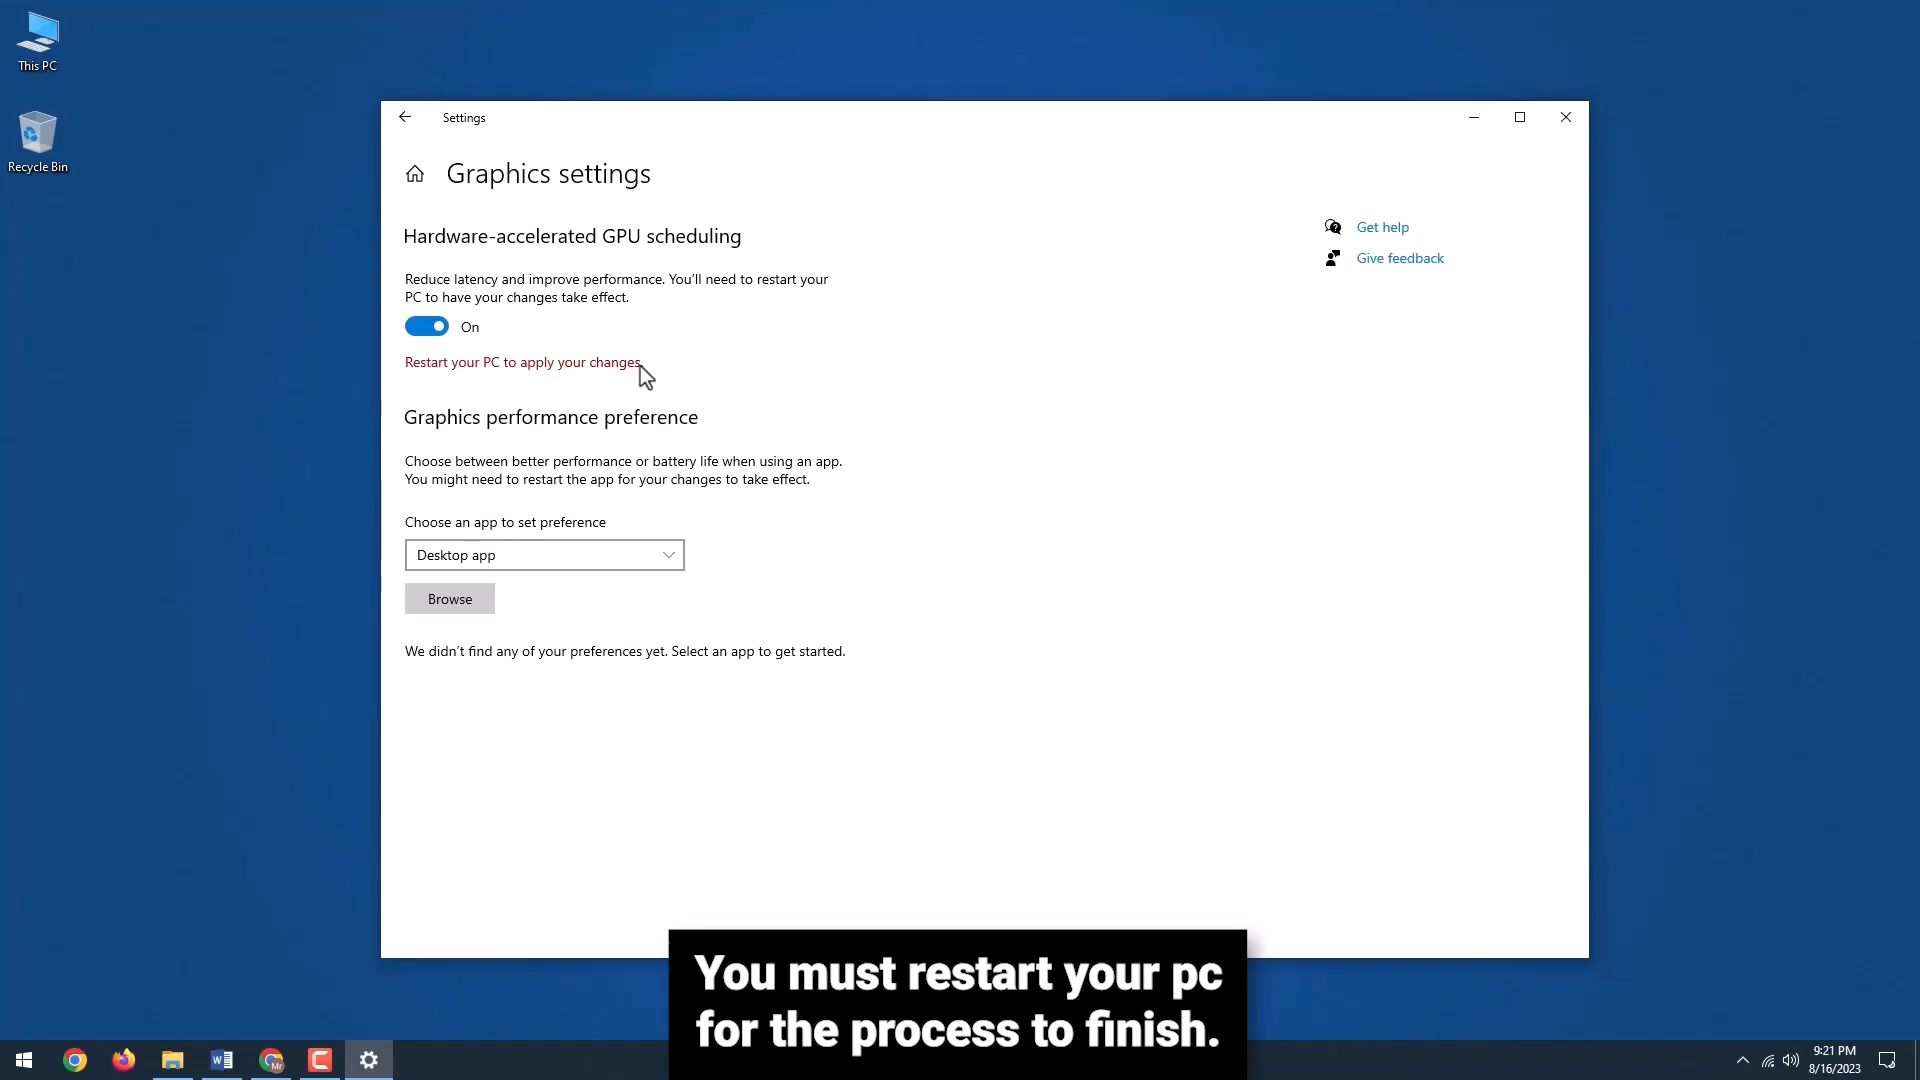 This PC
Recycle Bin
Settings
Graphics settings
Hardware-accelerated GPU scheduling
Reduce latency and improve performance. You'll need to restart your
PC to have your changes take effect.
On
Restart your PC to apply your changes.
Graphics performance preference
Choose between better performance or battery life when using an app.
You might need to restart the app for your changes to take effect.
Choose an app to set preference
Desktop app
Browse
We didn't find any of your preferences yet. Select an app to get started.
Get help
Give feedback
You must restart your pc
for the process to finish.
9:21 PM
8/16/2023